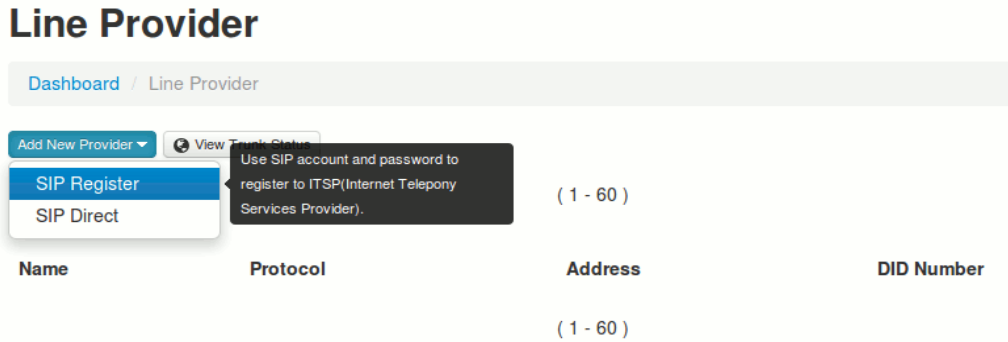 Line Provider
Dashboard / Line Provider
Add New Provider View Trunk Status
Use SIP account and password to
SIP Register register to ITSP(Internet Telepony
Services Provider).
( 1 - 60 )
SIP Direct
Name Protocol Address DID Number
( 1 - 60 )